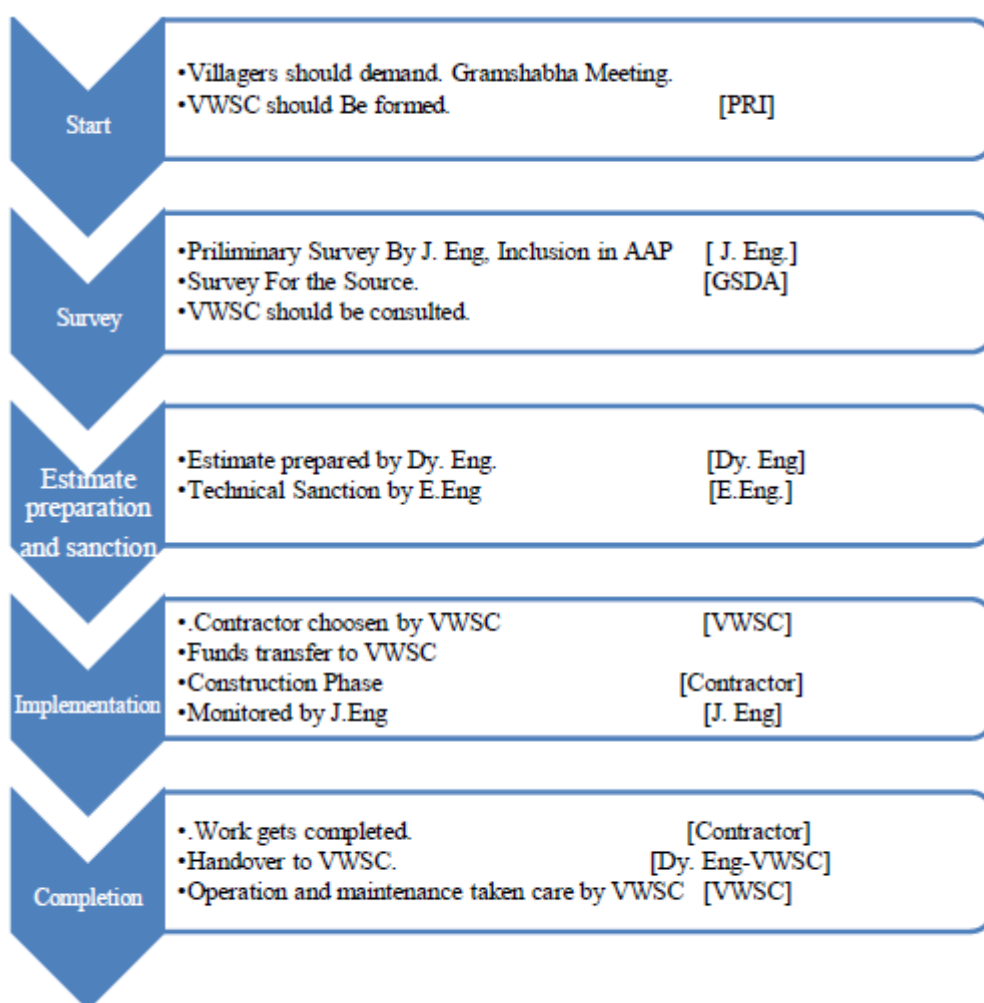 Start
•Villagers should demand. Gramshabha Meeting.
•VWSC should Be formed. [PRI]
Survey
•Priliminary Survey By J. Eng, Inclusion in AAP [ J. Eng.]
•Survey For the Source. [GSDA]
•VWSC should be consulted.
Estimate
preparation
and sanction
•Estimate prepared by Dy. Eng. [Dy. Eng]
•Technical Sanction by E.Eng [E.Eng.]
Implementation
•.Contractor choosen by VWSC [VWSC]
•Funds transfer to VWSC
•Construction Phase [Contractor]
•Monitored by J.Eng [J. Eng]
Completion
•.Work gets completed. [Contractor]
•Handover to VWSC. [Dy. Eng-VWSC]
•Operation and maintenance taken care by VWSC [VWSC]